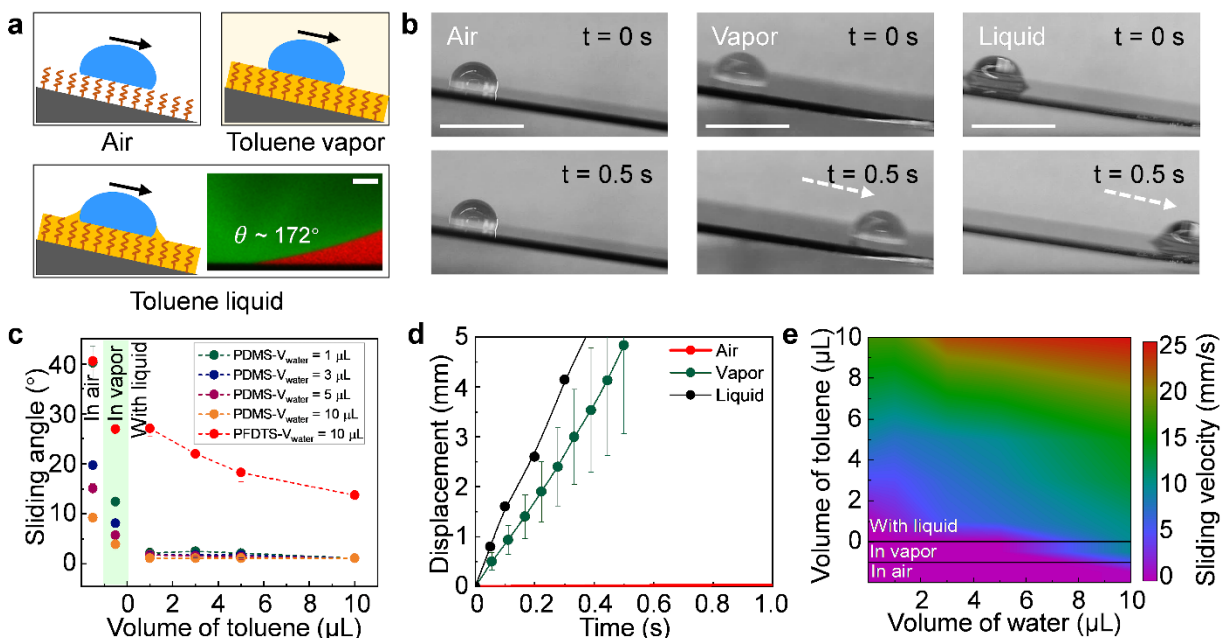 a
Air
Toluene vapor
θ ~ 172°
Toluene liquid
b
Air
t = 0 s
Vapor
t = 0 s
Liquid
t = 0 s
t = 0.5 s
t = 0.5 s
t = 0.5 s
c
Sliding angle (°)
40
30
20
10
0
In air
In vapor
With liquid
PDMS-Vwater = 1 μL
PDMS-Vwater = 3 μL
PDMS-Vwater = 5 μL
PDMS-Vwater = 10 μL
PFDTS-Vwater = 10 μL
0 2 4 6 8 10
Volume of toluene (μL)
d
Displacement (mm)
5
4
3
2
1
0
Air
Vapor
Liquid
0 0.2 0.4 0.6 0.8 1.0
Time (s)
e
Volume of toluene (μL)
10
8
6
4
2
0
With liquid
In vapor
In air
2 4 6 8 10
Volume of water (μL)
25
20
15
10
5
0
Sliding velocity (mm/s)